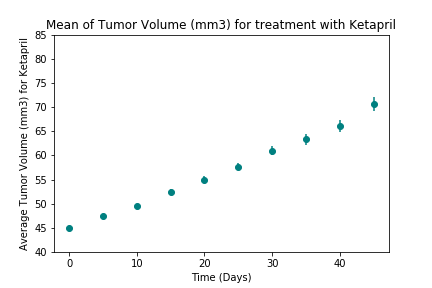 Mean of Tumor Volume (mm3) for treatment with Ketapril
Average Tumor Volume (mm3) for Ketapril
85
80
75
70
65
60
55
50
45
40
0 10 20 30 40
Time (Days)